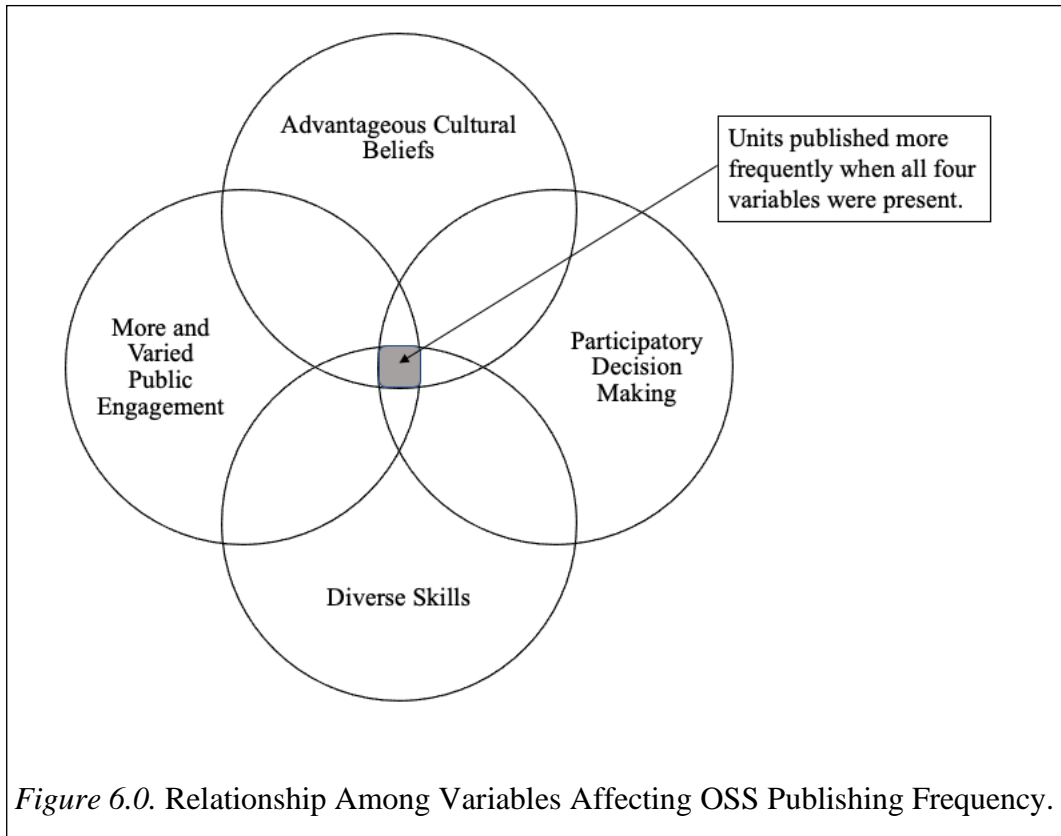 Advantageous Cultural
Beliefs
Units published more
frequently when all four
variables were present.
More and
Varied
Public
Engagement
Participatory
Decision
Making
Diverse Skills
Figure 6.0. Relationship Among Variables Affecting OSS Publishing Frequency.